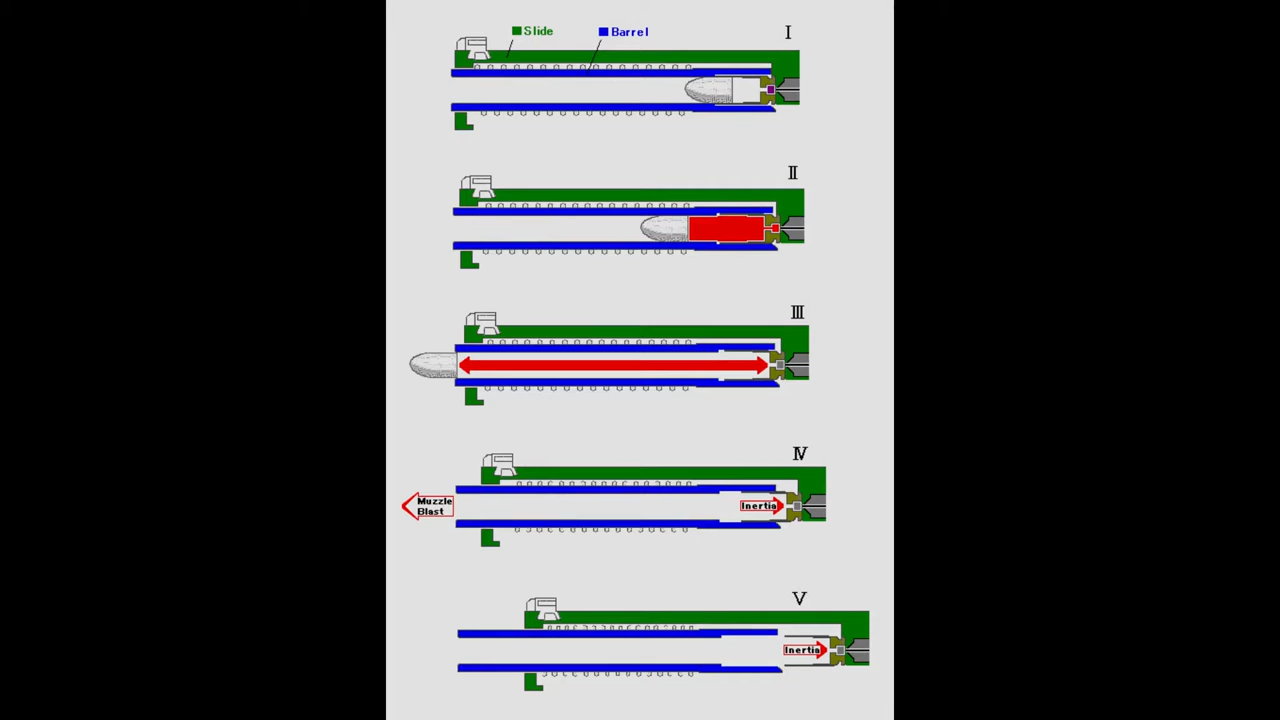 Slide
Barrel
I
II
III
IV
Muzzle
Blast
Inertia
V
Inertia